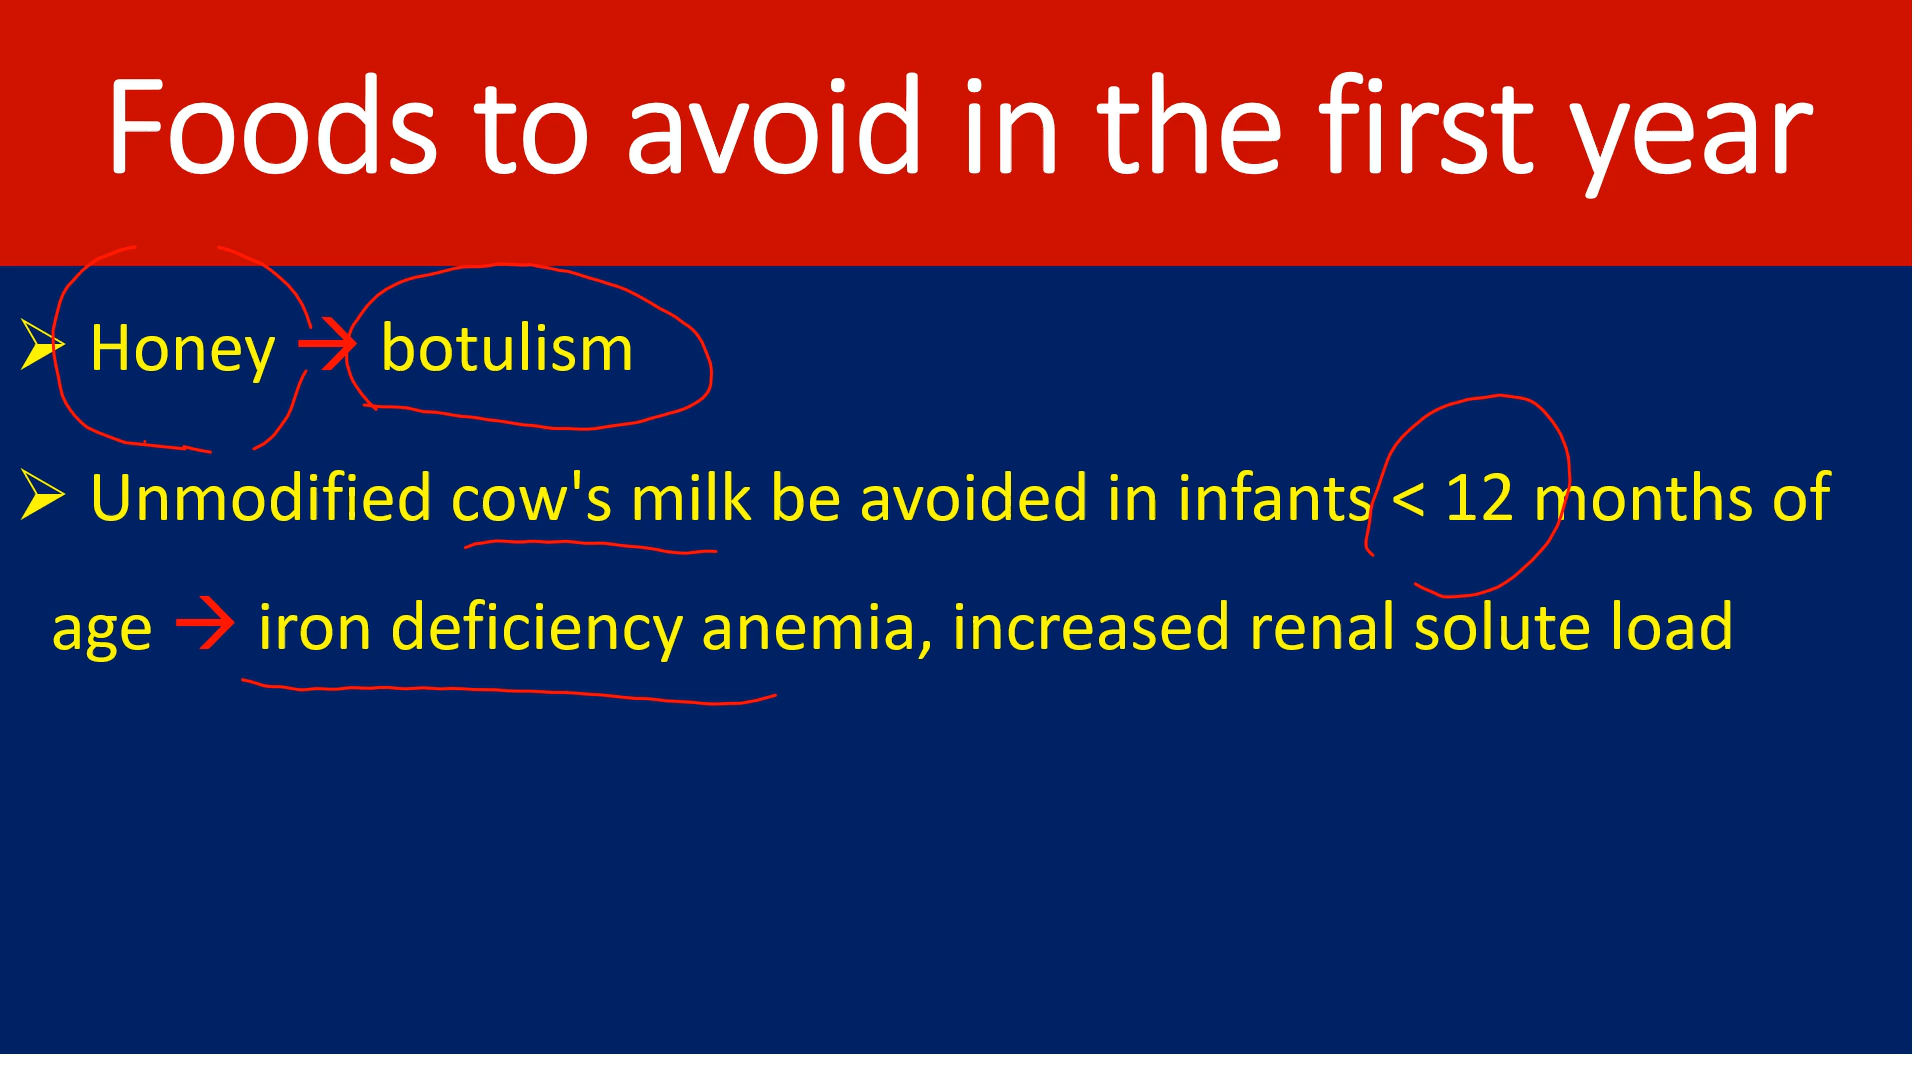 Foods to avoid in the first year
➢ Honey → botulism
➢ Unmodified cow's milk be avoided in infants < 12 months of
age → iron deficiency anemia, increased renal solute load